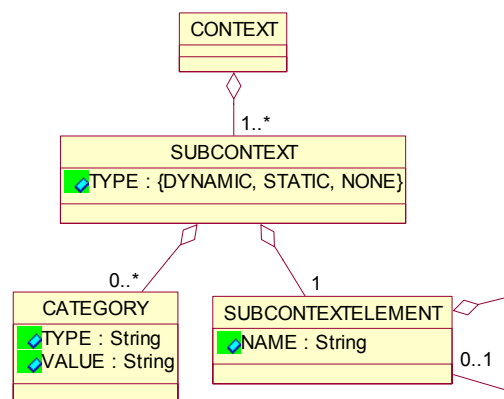 CONTEXT
1..*
SUBCONTEXT
TYPE : {DYNAMIC, STATIC, NONE}
0..*
1
CATEGORY
TYPE : String
VALUE : String
SUBCONTEXTELEMENT
NAME : String
0..1